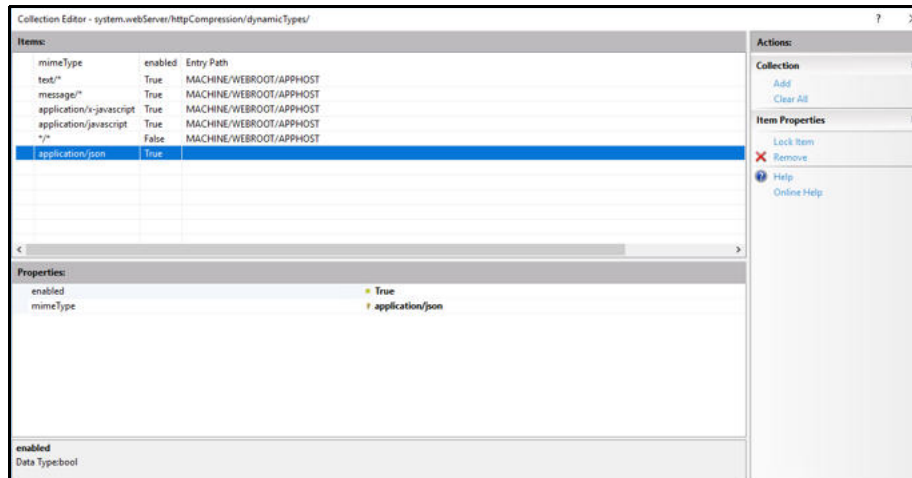 Collection Editor - system.webServer/httpCompression/dynamicTypes/ ?
Items:
mimeType enabled Entry Path
text/* True MACHINE/WEBROOT/APPHOST
message/* True MACHINE/WEBROOT/APPHOST
application/x-javascript True MACHINE/WEBROOT/APPHOST
application/javascript True MACHINE/WEBROOT/APPHOST
*/* False MACHINE/WEBROOT/APPHOST
application/json True
Properties:
enabled True
mimeType application/json
enabled
Data Type:bool
Actions:
Collection
Add
Clear All
Item Properties
Lock Item
Remove
Help
Online Help